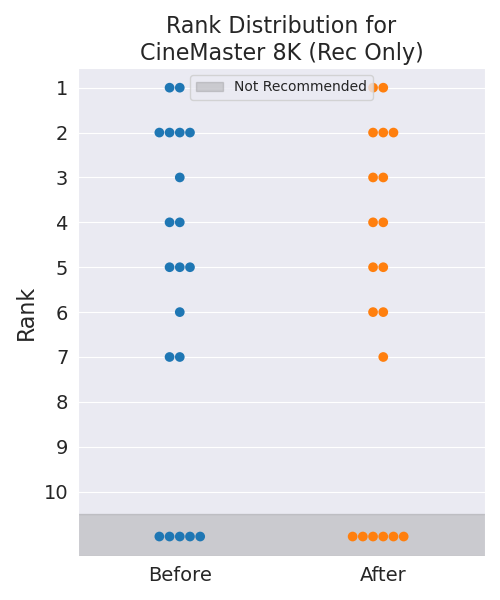 Rank Distribution for
CineMaster 8K (Rec Only)
Not Recommended
Rank
1
2
3
4
5
6
7
8
9
10
Before
After